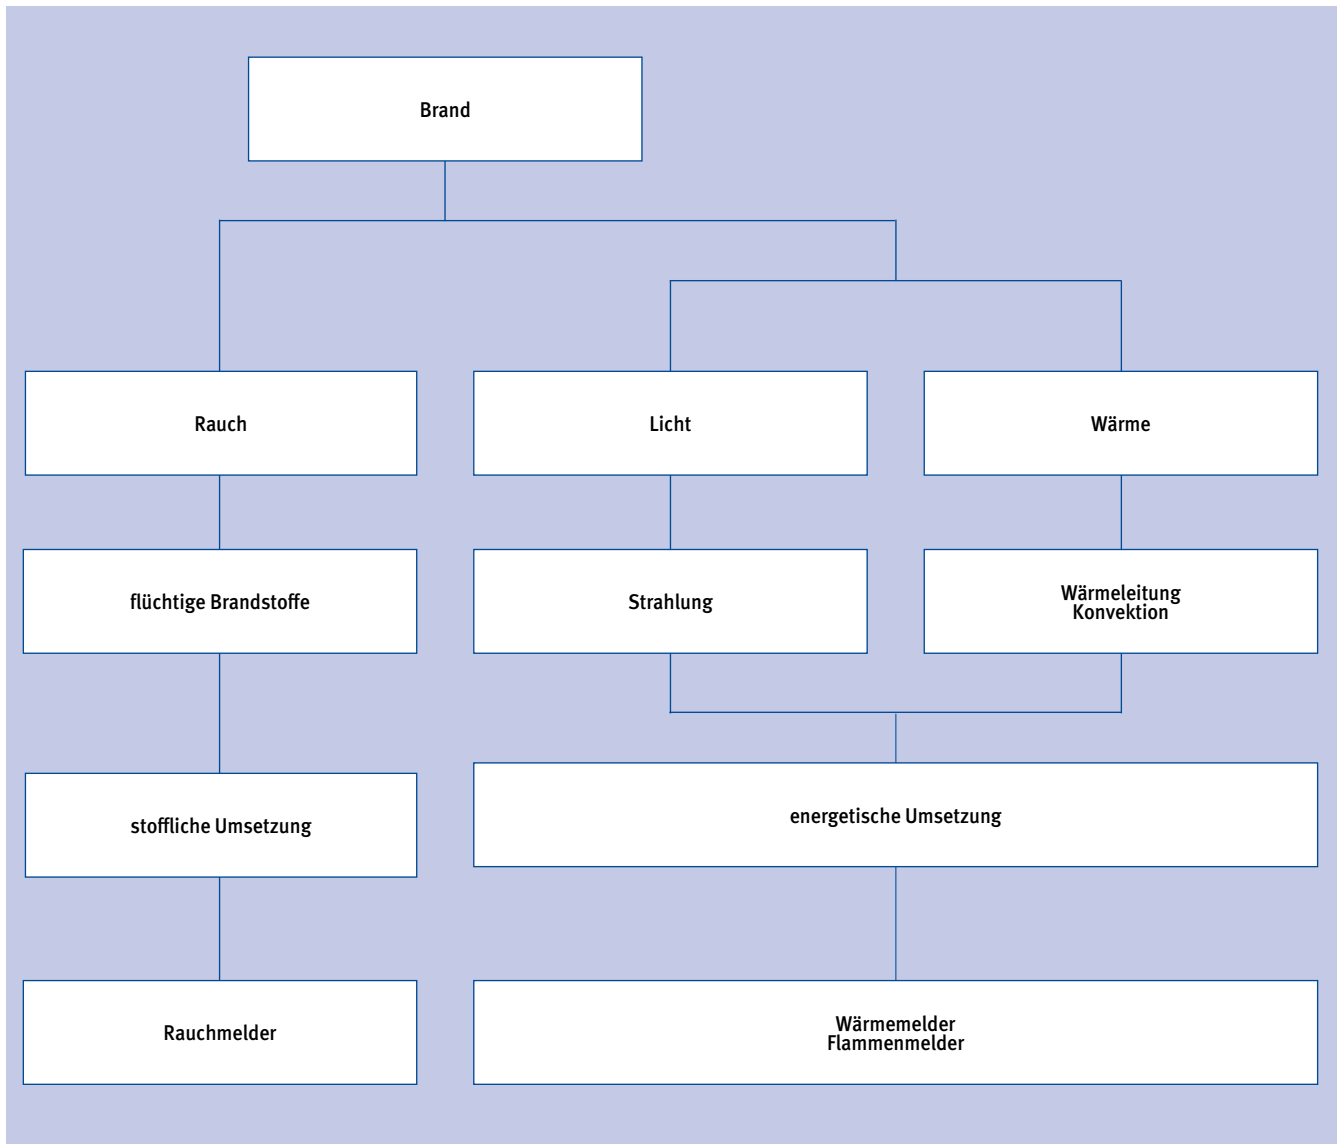 Brand
Rauch
Licht
Wärme
flüchtige Brandstoffe
Strahlung
Wärmeleitung
Konvektion
stoffliche Umsetzung
energetische Umsetzung
Rauchmelder
Wärmemelder
Flammenmelder